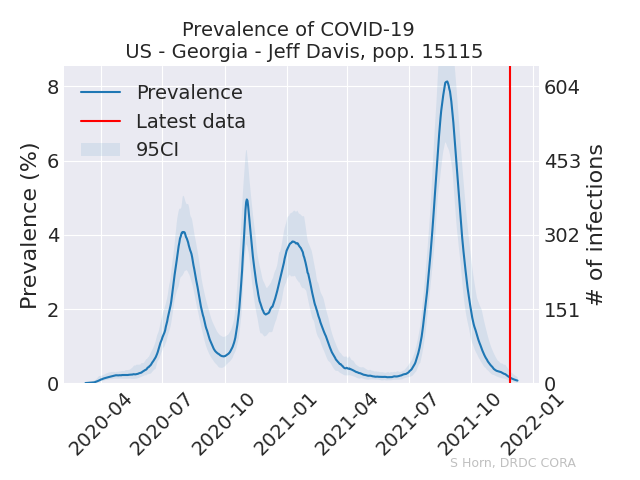 Prevalence of COVID-19
US - Georgia - Jeff Davis, pop. 15115
Prevalence
Latest data
95CI
Prevalence (%)
8
6
4
2
0
604
453
302
151
0
# of infections
2020-04
2020-07
2020-10
2021-01
2021-04
2021-07
2021-10
2022-01
S Horn, DRDC CORA